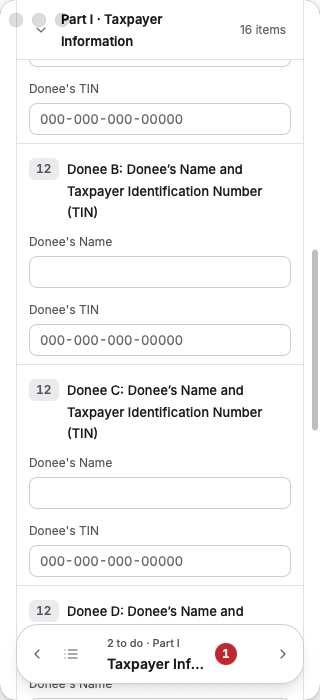 Part I · Taxpayer
Information
16 items
Donee's TIN
000-000-000-00000
12 Donee B: Donee’s Name and
Taxpayer Identification Number
(TIN)
Donee's Name
Donee's TIN
000-000-000-00000
12 Donee C: Donee’s Name and
Taxpayer Identification Number
(TIN)
Donee's Name
Donee's TIN
000-000-000-00000
12 Donee D: Donee’s Name and
2 to do · Part I
Taxpayer Inf...
1
Donee's Name